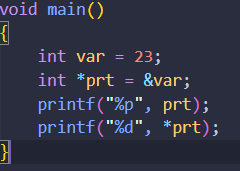 void main()
{
    int var = 23;
    int *prt = &var;
    printf("%p", prt);
    printf("%d", *prt);
}